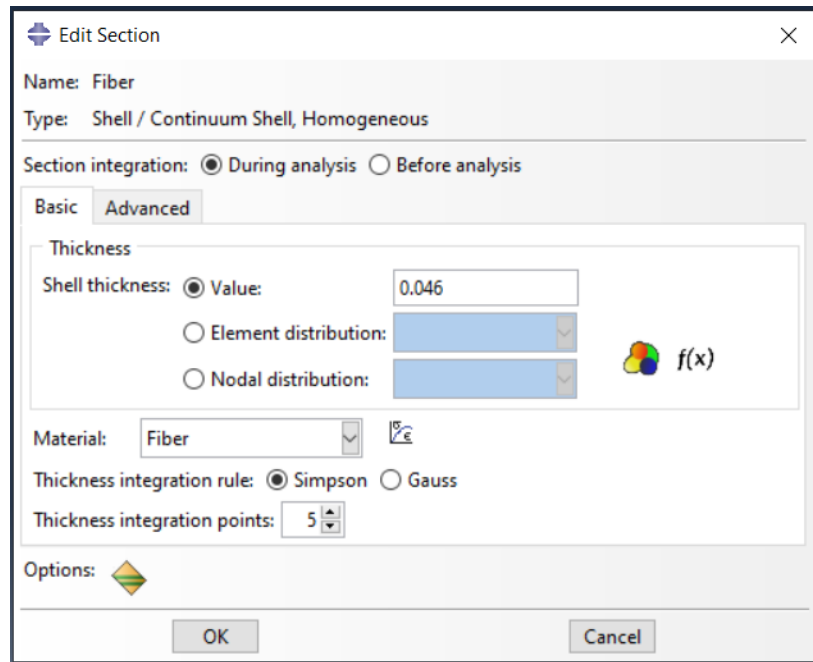 Edit Section
Name: Fiber
Type: Shell / Continuum Shell, Homogeneous
Section integration: During analysis Before analysis
Basic Advanced
Thickness
Shell thickness: Value: 0.046
Element distribution:
f(x)
Nodal distribution:
Material: Fiber σ ε
Thickness integration rule: Simpson Gauss
Thickness integration points: 5
Options:
OK Cancel